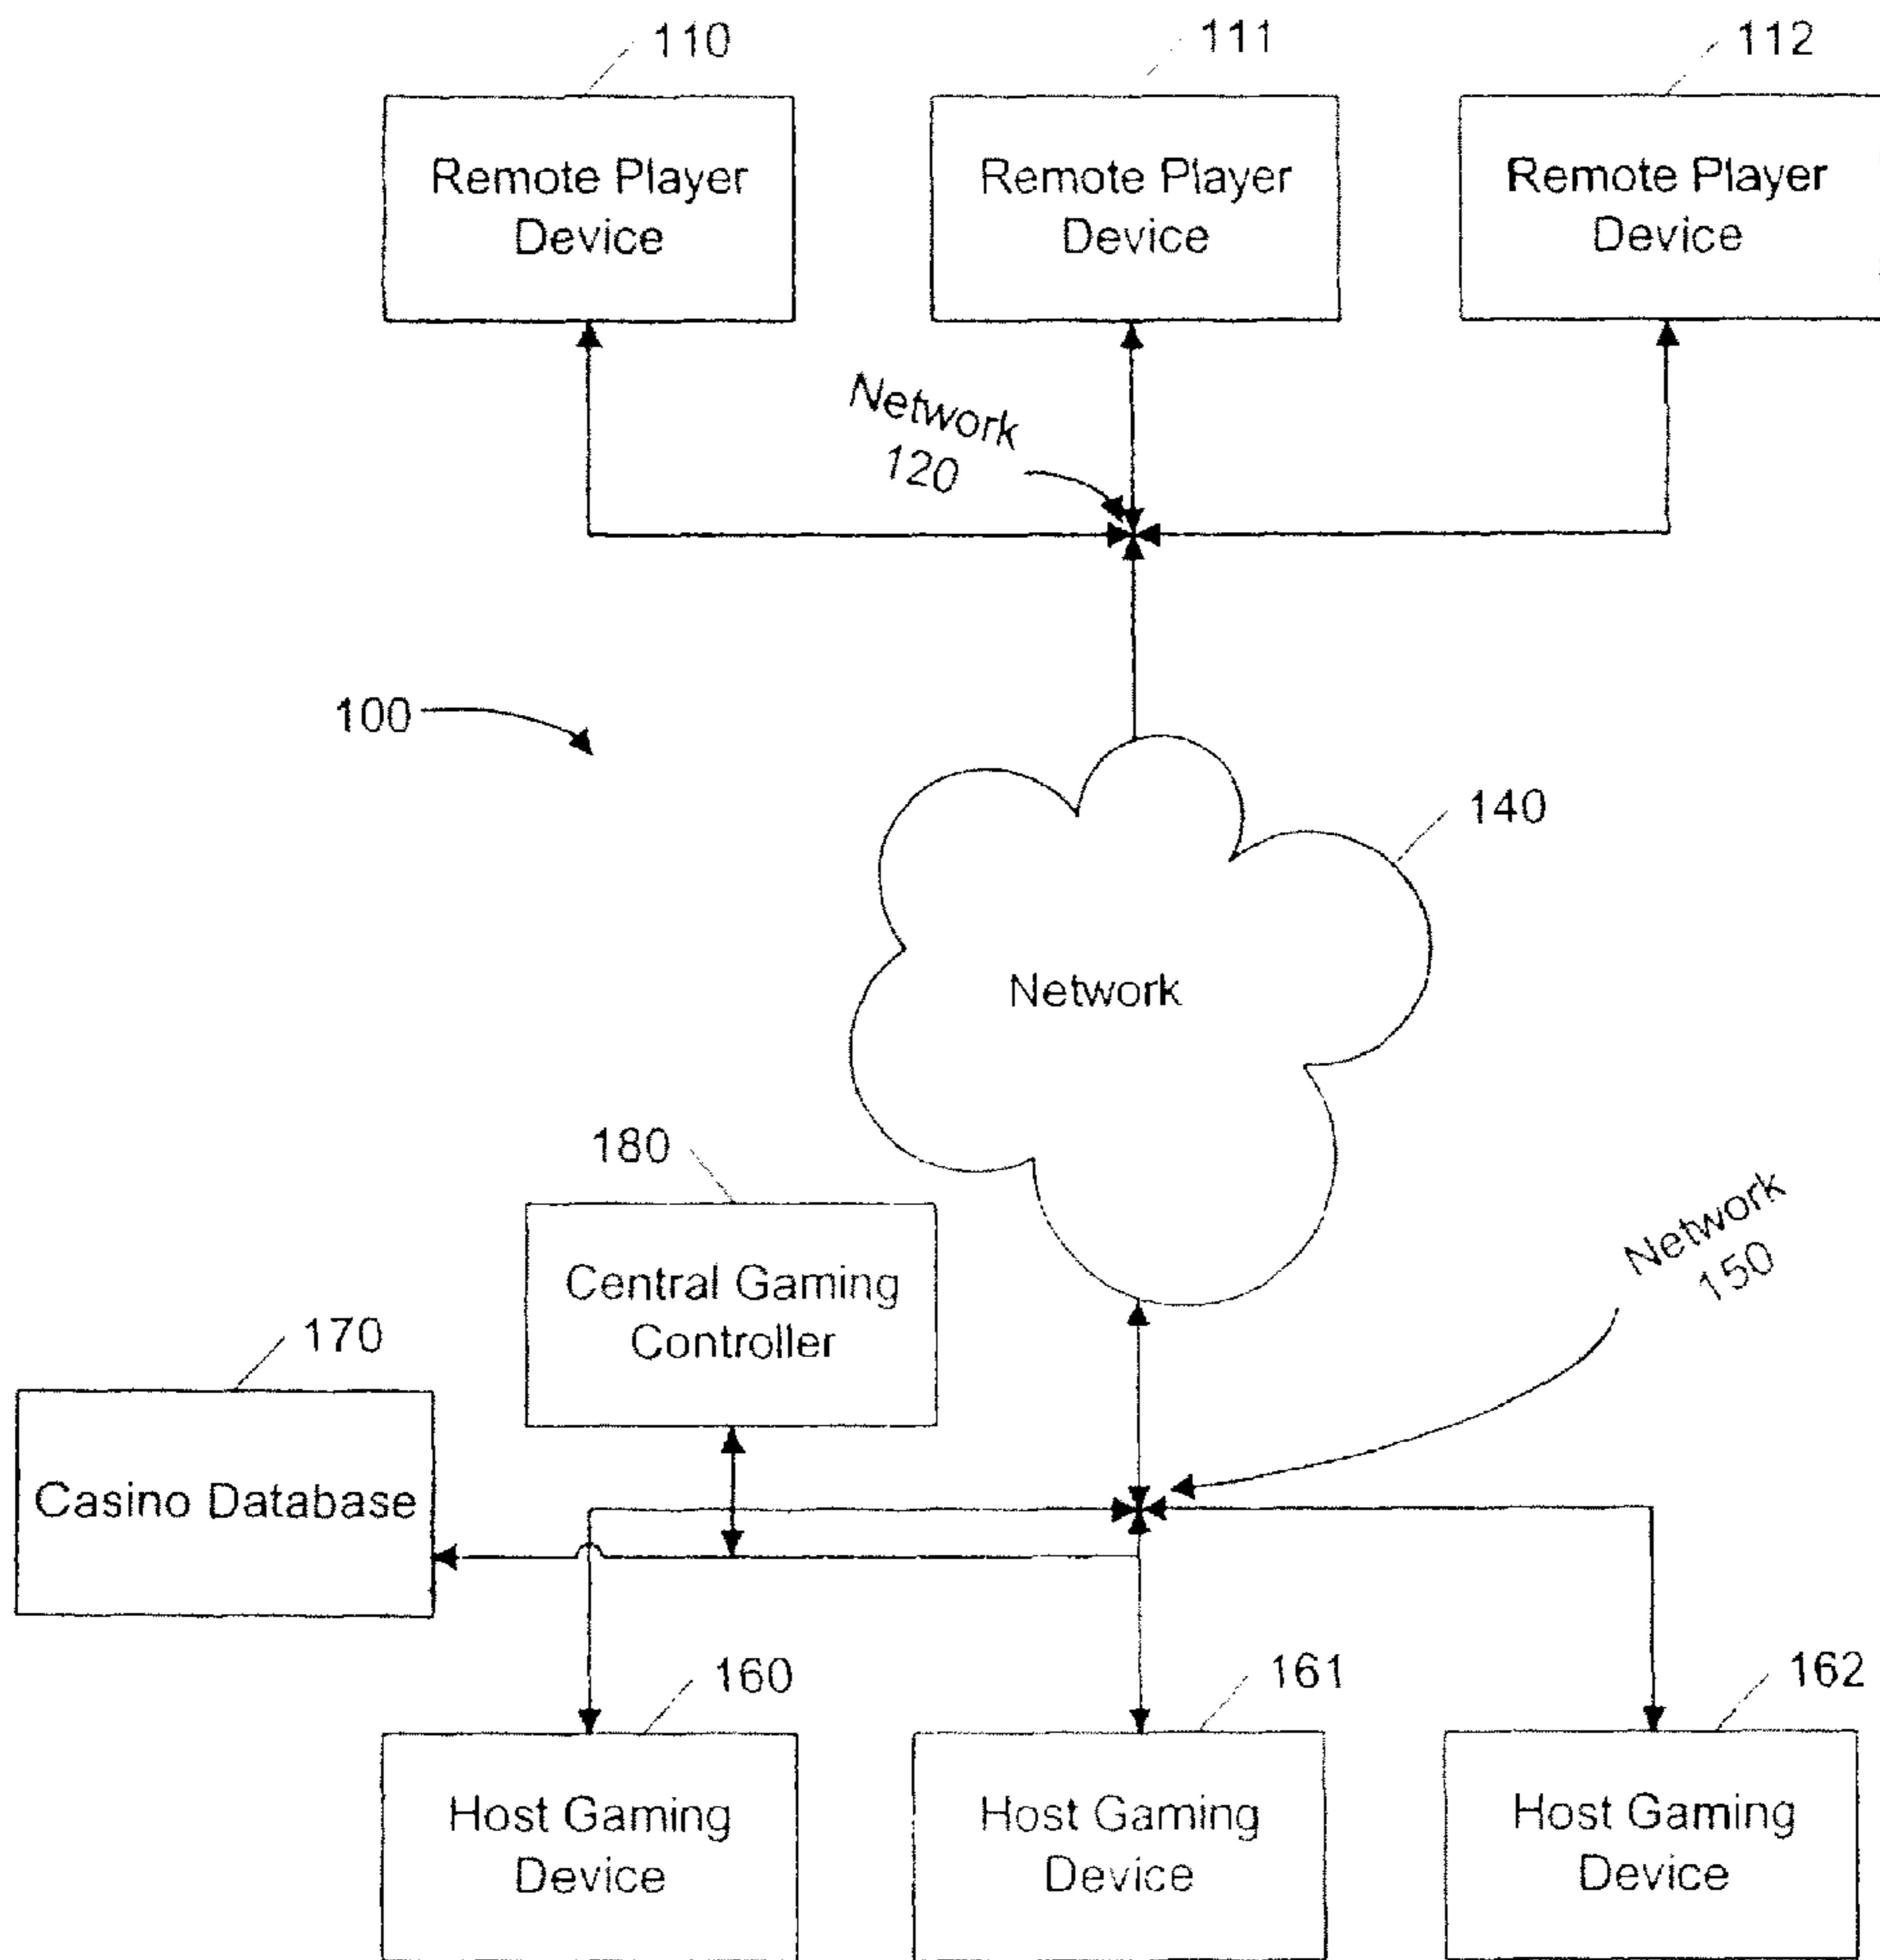 110
111
112
Remote Player
Device
Remote Player
Device
Remote Player
Device
Network
120
100
140
Network
180
Network
150
Central Gaming
Controller
170
Casino Database
160
161
162
Host Gaming
Device
Host Gaming
Device
Host Gaming
Device